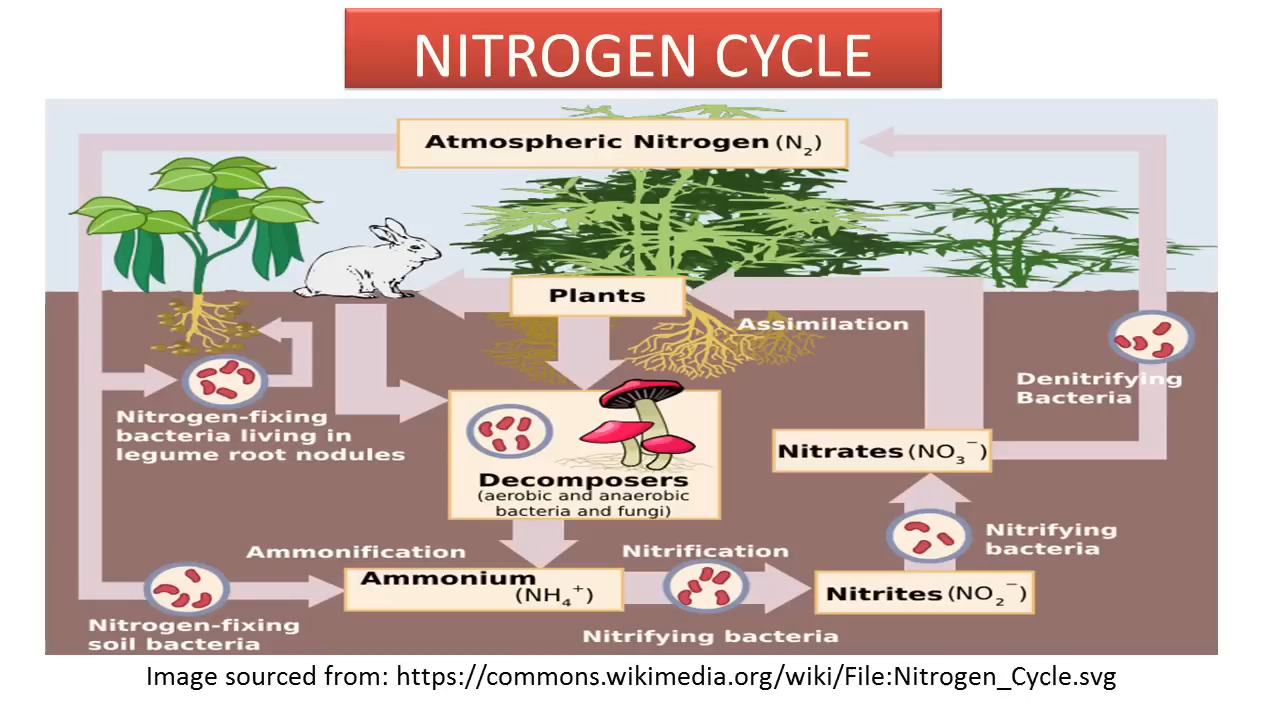 NITROGEN CYCLE
Atmospheric Nitrogen (N₂)
Plants
Assimilation
Denitrifying
Bacteria
Nitrogen-fixing
bacteria living in
legume root nodules
Nitrates (NO₃⁻)
Decomposers
(aerobic and anaerobic
bacteria and fungi)
Nitrifying
bacteria
Ammonification
Nitrification
Ammonium
(NH₄⁺)
Nitrites (NO₂⁻)
Nitrogen-fixing
soil bacteria
Nitrifying bacteria
Image sourced from: https://commons.wikimedia.org/wiki/File:Nitrogen_Cycle.svg